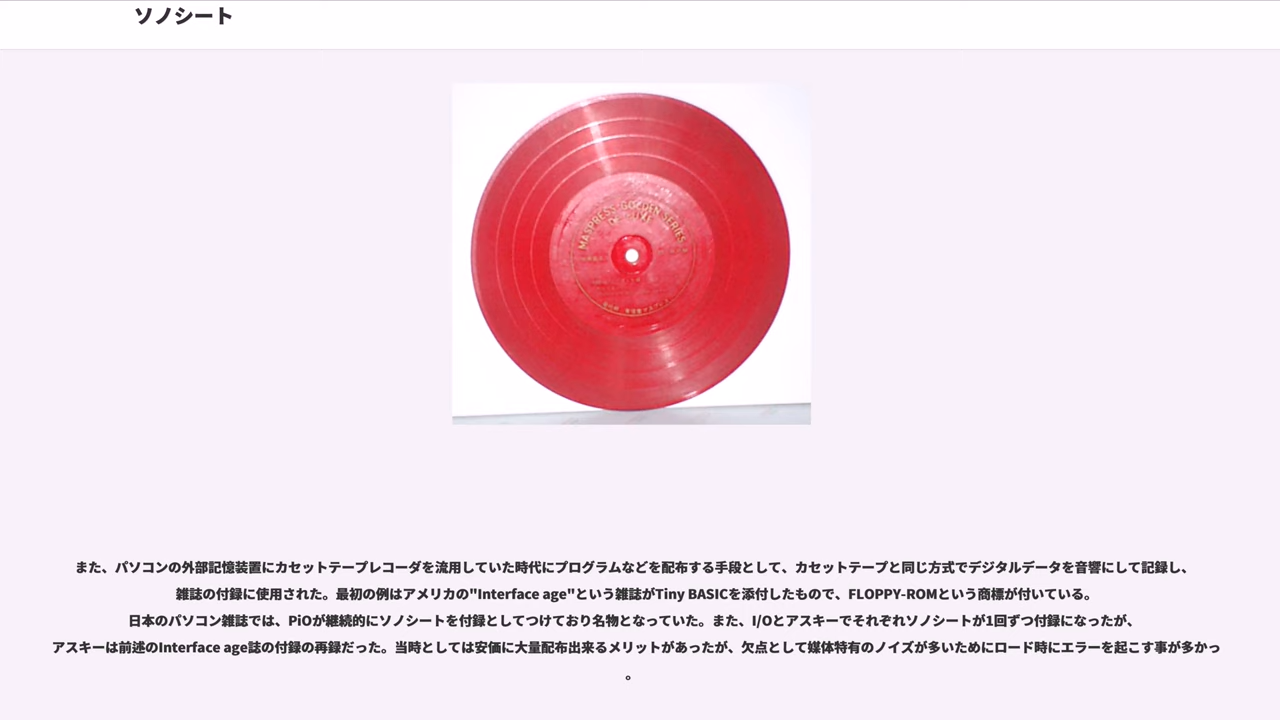 ソノシート
MASPRESS-GOLDEN SERIES
また、パソコンの外部記憶装置にカセットテープレコーダを流用していた時代にプログラムなどを配布する手段として、カセットテープと同じ方式でデジタルデータを音響にして記録し、
雑誌の付録に使用された。最初の例はアメリカの"Interface age"という雑誌がTiny BASICを添付したもので、FLOPPY-ROMという商標が付いている。
日本のパソコン雑誌では、PiOが継続的にソノシートを付録としてつけており名物となっていた。また、I/Oとアスキーでそれぞれソノシートが1回ずつ付録になったが、
アスキーは前述のInterface age誌の付録の再録だった。当時としては安価に大量配布出来るメリットがあったが、欠点として媒体特有のノイズが多いためにロード時にエラーを起こす事が多かっ
。